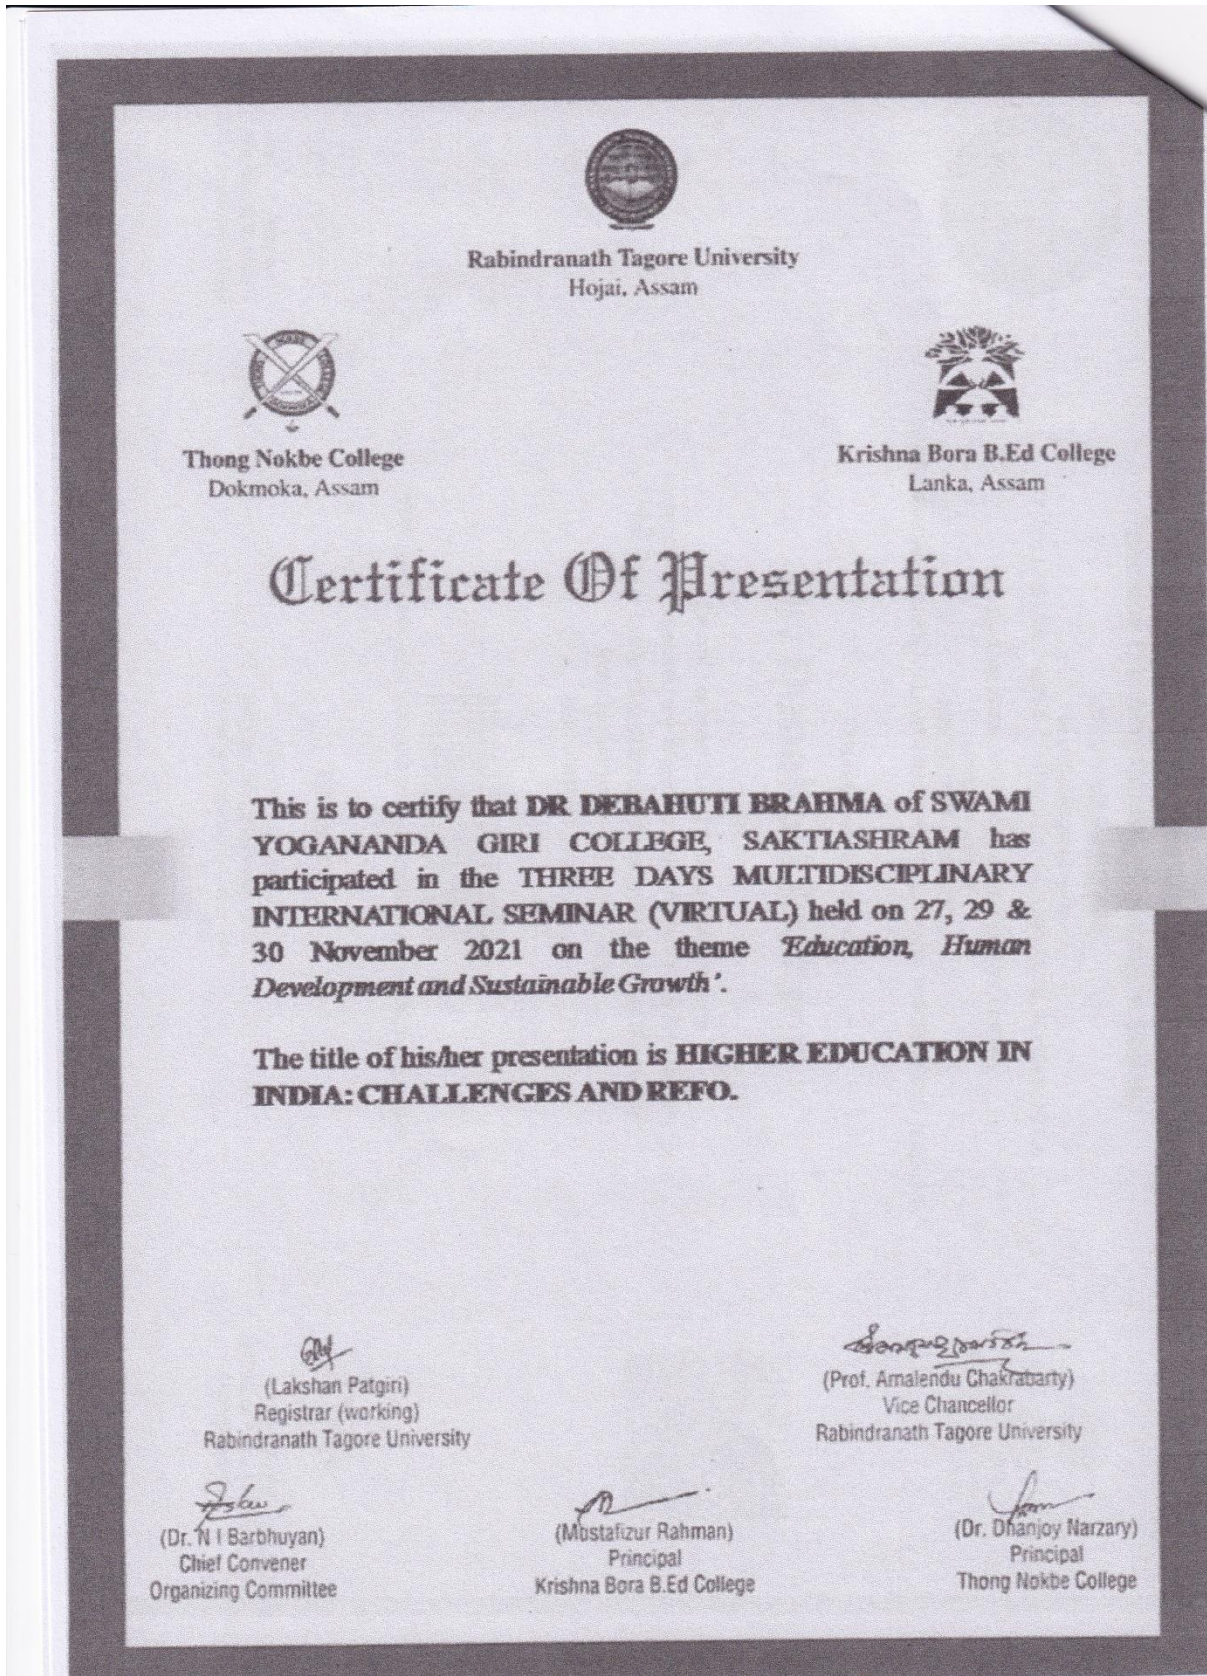 Rabindranath Tagore University
Hojai, Assam
Thong Nokbe College
Dokmoka, Assam
Krishna Bora B.Ed College
Lanka, Assam
Certificate Of Presentation
This is to certify that DR DEBAHUTI BRAHMA of SWAMI
YOGANANDA GIRI COLLEGE, SAKTIASHRAM has
participated in the THREE DAYS MULTIDISCIPLINARY
INTERNATIONAL SEMINAR (VIRTUAL) held on 27, 29 &
30 November 2021 on the theme 'Education, Human
Development and Sustainable Growth'.
The title of his/her presentation is HIGHER EDUCATION IN
INDIA: CHALLENGES AND REFO.
(Lakshan Patgiri)
Registrar (working)
Rabindranath Tagore University
(Prof. Amalendu Chakrabarty)
Vice Chancellor
Rabindranath Tagore University
(Dr. N I Barbhuyan)
Chief Convener
Organizing Committee
(Mostafizur Rahman)
Principal
Krishna Bora B.Ed College
(Dr. Dhanjoy Narzary)
Principal
Thong Nokbe College